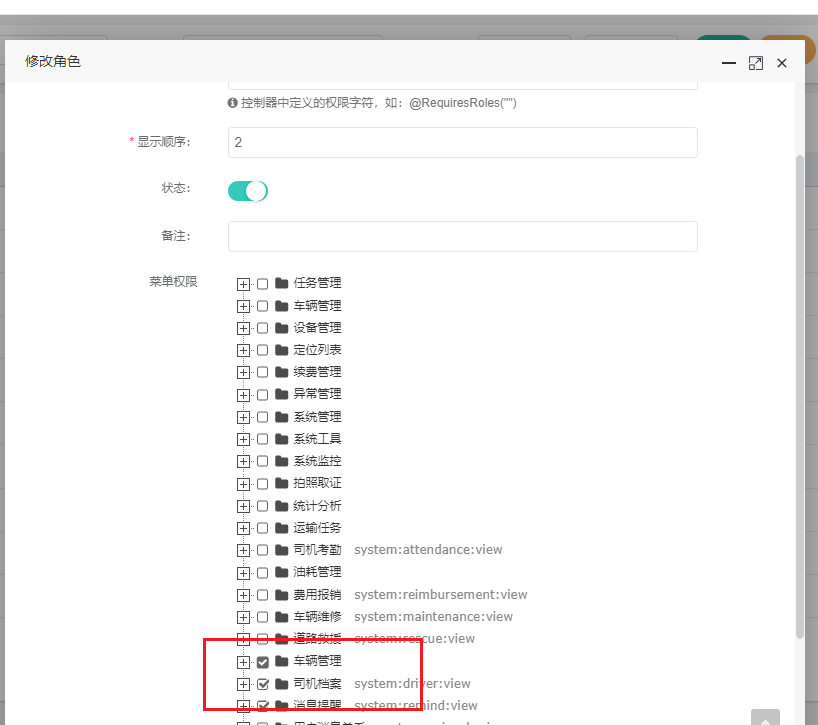 修改角色
控制器中定义的权限字符，如：@RequiresRoles("")
* 显示顺序：
2
状态：
备注：
菜单权限
任务管理
车辆管理
设备管理
定位列表
续费管理
异常管理
系统管理
系统工具
系统监控
拍照取证
统计分析
运输任务
司机考勤 system:attendance:view
油耗管理
费用报销 system:reimbursement:view
车辆维修 system:maintenance:view
道路救援 system:rescue:view
车辆管理
司机档案 system:driver:view
消息提醒 system:remind:view